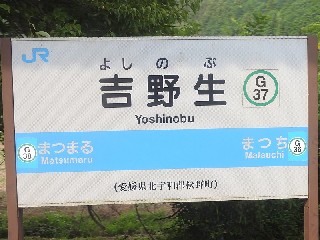 JR
よしのぶ
吉野生
Yoshinobu
G
37
まつまる
Matsumaru
G
38
まつち
Matsuchi
G
36
(愛媛県北宇和郡松野町)